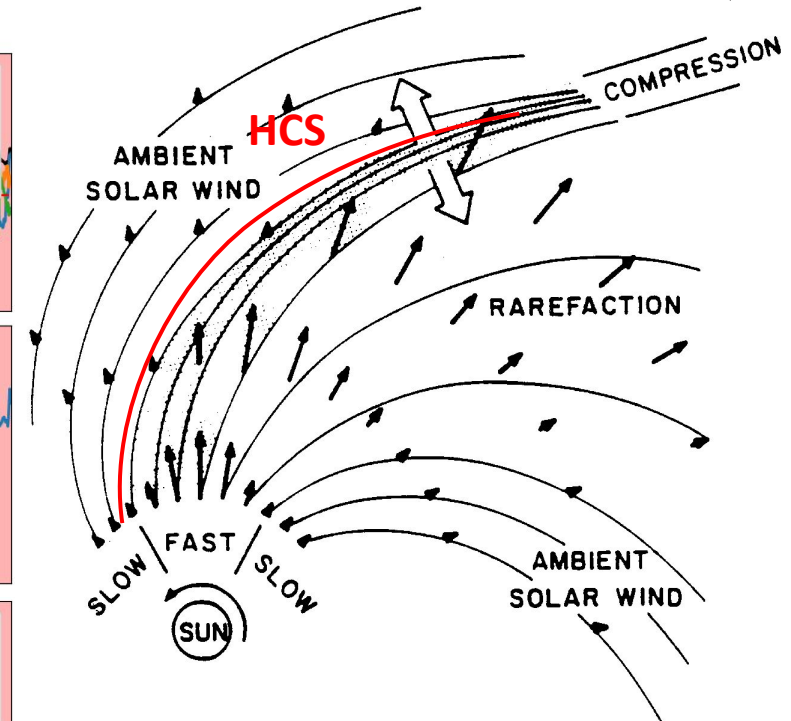 COMPRESSION
HCS
AMBIENT
SOLAR WIND
RAREFACTION
FAST
SLOW
SLOW
SUN
AMBIENT
SOLAR WIND